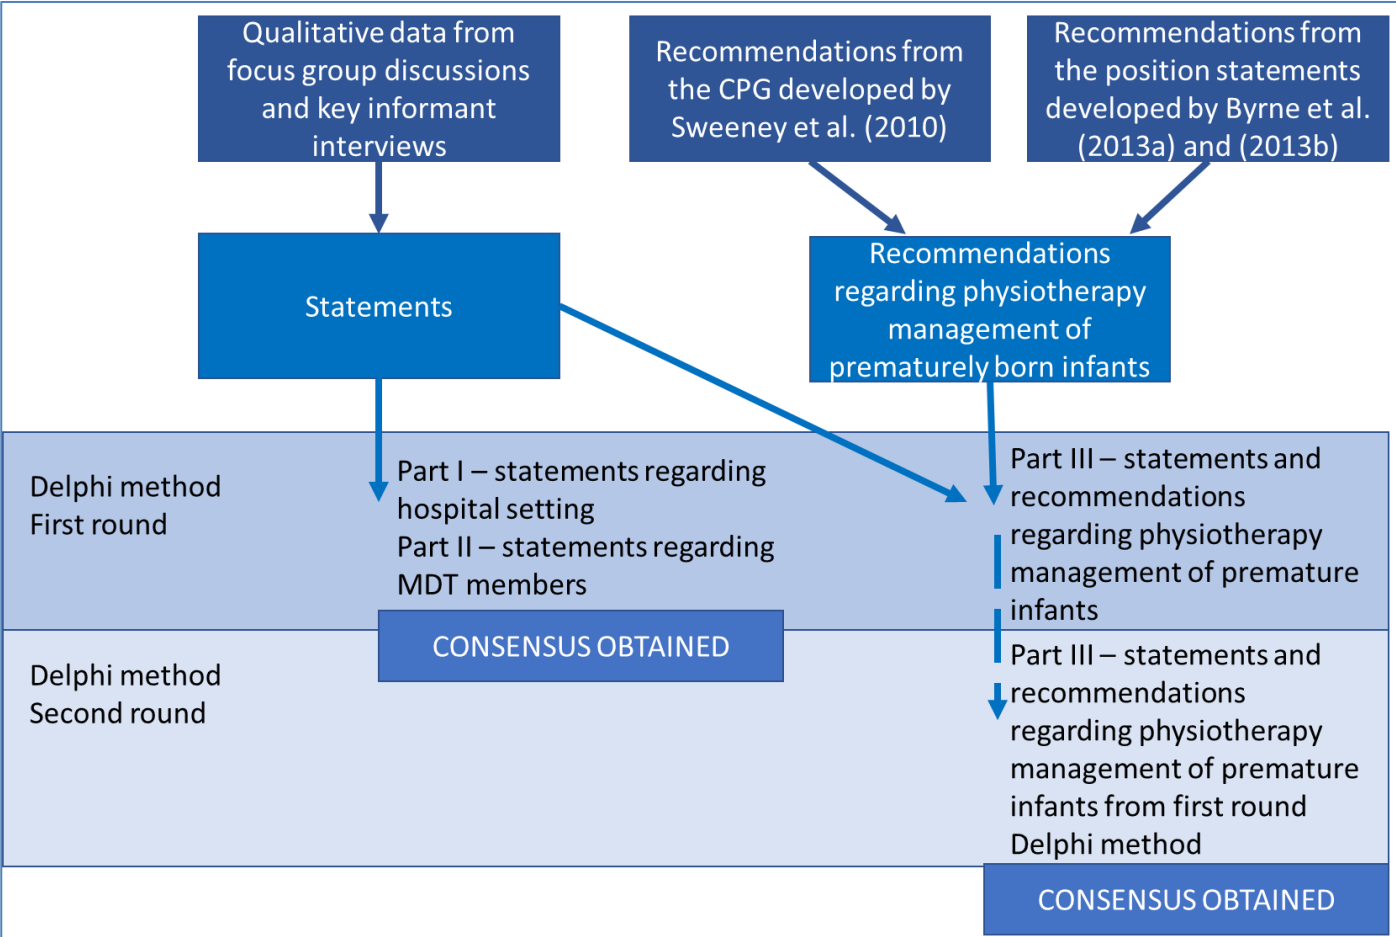 Qualitative data from
focus group discussions
and key informant
interviews
Recommendations from
the CPG developed by
Sweeney et al. (2010)
Recommendations from
the position statements
developed by Byrne et al.
(2013a) and (2013b)
Statements
Recommendations
regarding physiotherapy
management of
prematurely born infants
Delphi method
First round
Part I – statements regarding
hospital setting
Part II – statements regarding
MDT members
CONSENSUS OBTAINED
Part III – statements and
recommendations
regarding physiotherapy
management of premature
infants
Delphi method
Second round
Part III – statements and
recommendations
regarding physiotherapy
management of premature
infants from first round
Delphi method
CONSENSUS OBTAINED